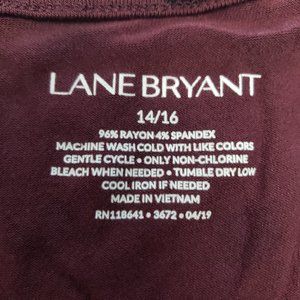 LANE BRYANT
14/16
96% RAYON 4% SPANDEX
MACHINE WASH COLD WITH LIKE COLORS
GENTLE CYCLE • ONLY NON-CHLORINE
BLEACH WHEN NEEDED • TUMBLE DRY LOW
COOL IRON IF NEEDED
MADE IN VIETNAM
RN118641 • 3672 • 04/19